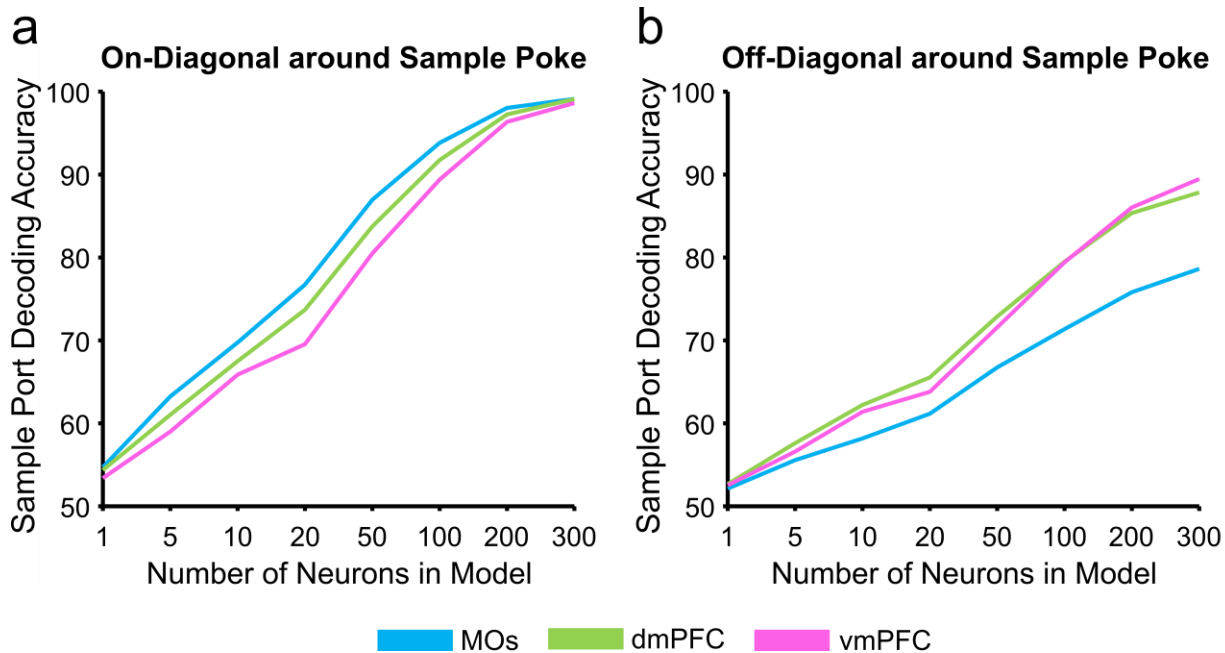 a
On-Diagonal around Sample Poke
Sample Port Decoding Accuracy
100
90
80
70
60
50
1 5 10 20 50 100 200 300
Number of Neurons in Model
b
Off-Diagonal around Sample Poke
Sample Port Decoding Accuracy
100
90
80
70
60
50
1 5 10 20 50 100 200 300
Number of Neurons in Model
MOs dmPFC vmPFC